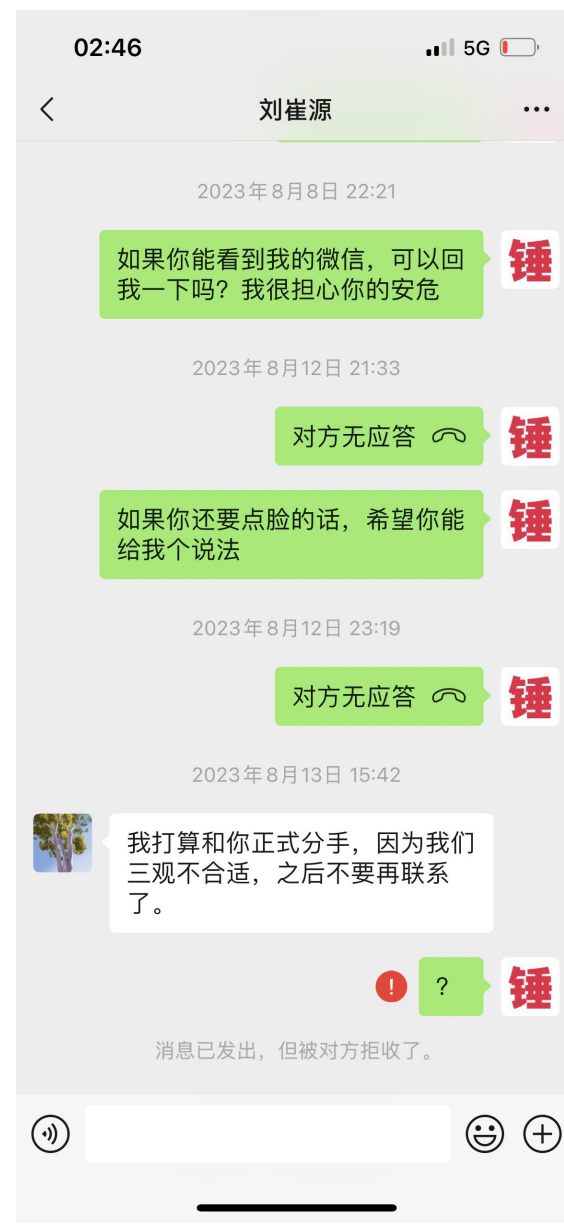 02:46
5G
刘崔源
2023年8月8日 22:21
如果你能看到我的微信，可以回
我一下吗？我很担心你的安危
锤
2023年8月12日 21:33
对方无应答
锤
如果你还要点脸的话，希望你能
给我个说法
锤
2023年8月12日 23:19
对方无应答
锤
2023年8月13日 15:42
我打算和你正式分手，因为我们
三观不合适，之后不要再联系
了。
?
锤
消息已发出，但被对方拒收了。